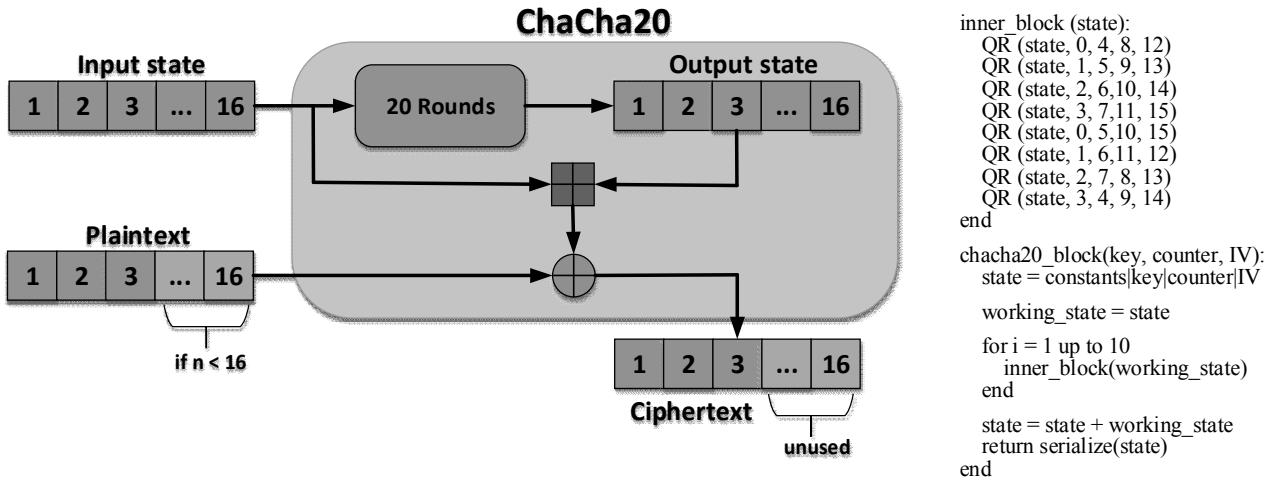 ChaCha20
Input state
1 2 3 ... 16
20 Rounds
Output state
1 2 3 ... 16
Plaintext
1 2 3 ... 16
if n < 16
1 2 3 ... 16
Ciphertext
unused
inner_block (state):
QR (state, 0, 4, 8, 12)
QR (state, 1, 5, 9, 13)
QR (state, 2, 6,10, 14)
QR (state, 3, 7,11, 15)
QR (state, 0, 5,10, 15)
QR (state, 1, 6,11, 12)
QR (state, 2, 7, 8, 13)
QR (state, 3, 4, 9, 14)
end
chacha20_block(key, counter, IV):
state = constants|key|counter|IV
working_state = state
for i = 1 up to 10
inner_block(working_state)
end
state = state + working_state
return serialize(state)
end